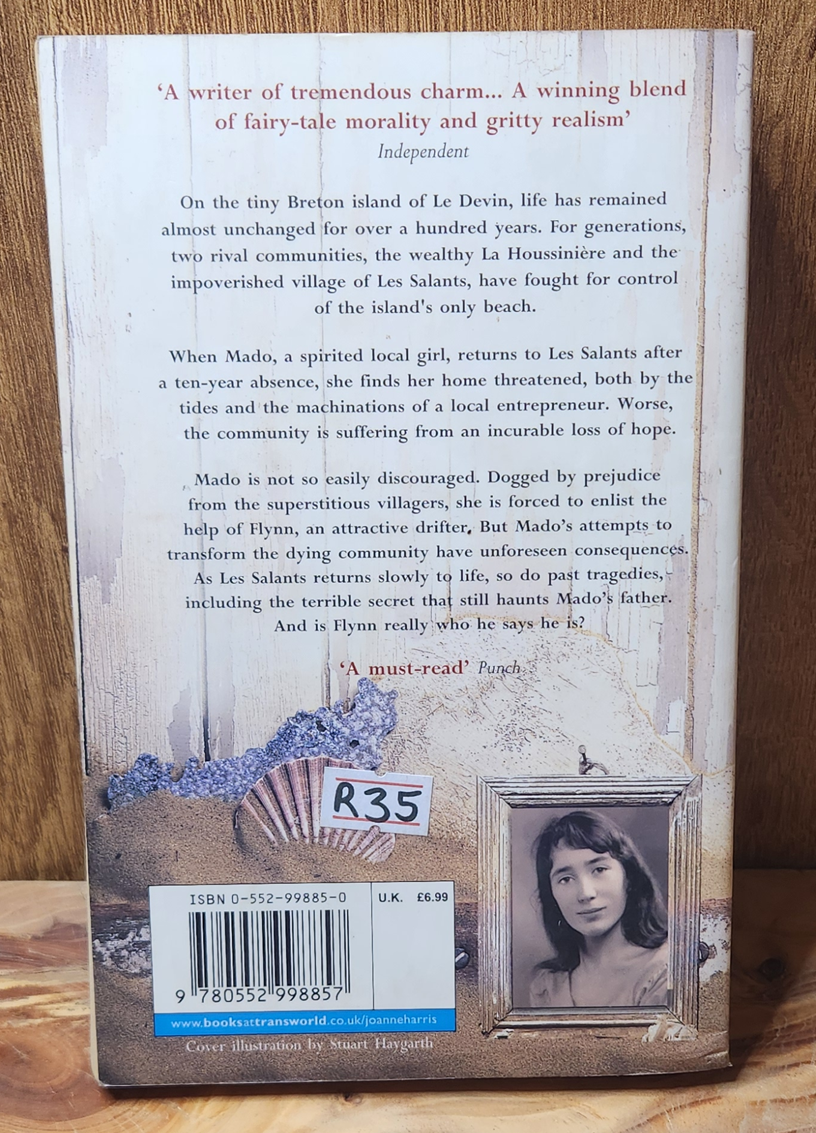 ‘A writer of tremendous charm... A winning blend
of fairy-tale morality and gritty realism’
Independent
On the tiny Breton island of Le Devin, life has remained
almost unchanged for over a hundred years. For generations,
two rival communities, the wealthy La Houssinière and the
impoverished village of Les Salants, have fought for control
of the island's only beach.
When Mado, a spirited local girl, returns to Les Salants after
a ten-year absence, she finds her home threatened, both by the
tides and the machinations of a local entrepreneur. Worse,
the community is suffering from an incurable loss of hope.
Mado is not so easily discouraged. Dogged by prejudice
from the superstitious villagers, she is forced to enlist the
help of Flynn, an attractive drifter. But Mado’s attempts to
transform the dying community have unforeseen consequences.
As Les Salants returns slowly to life, so do past tragedies,
including the terrible secret that still haunts Mado’s father.
And is Flynn really who he says he is?
‘A must-read’ Punch
R35
ISBN 0-552-99885-0
U.K. £6.99
9 780552 998857
www.booksattransworld.co.uk/joanneharris
Cover illustration by Stuart Haygarth